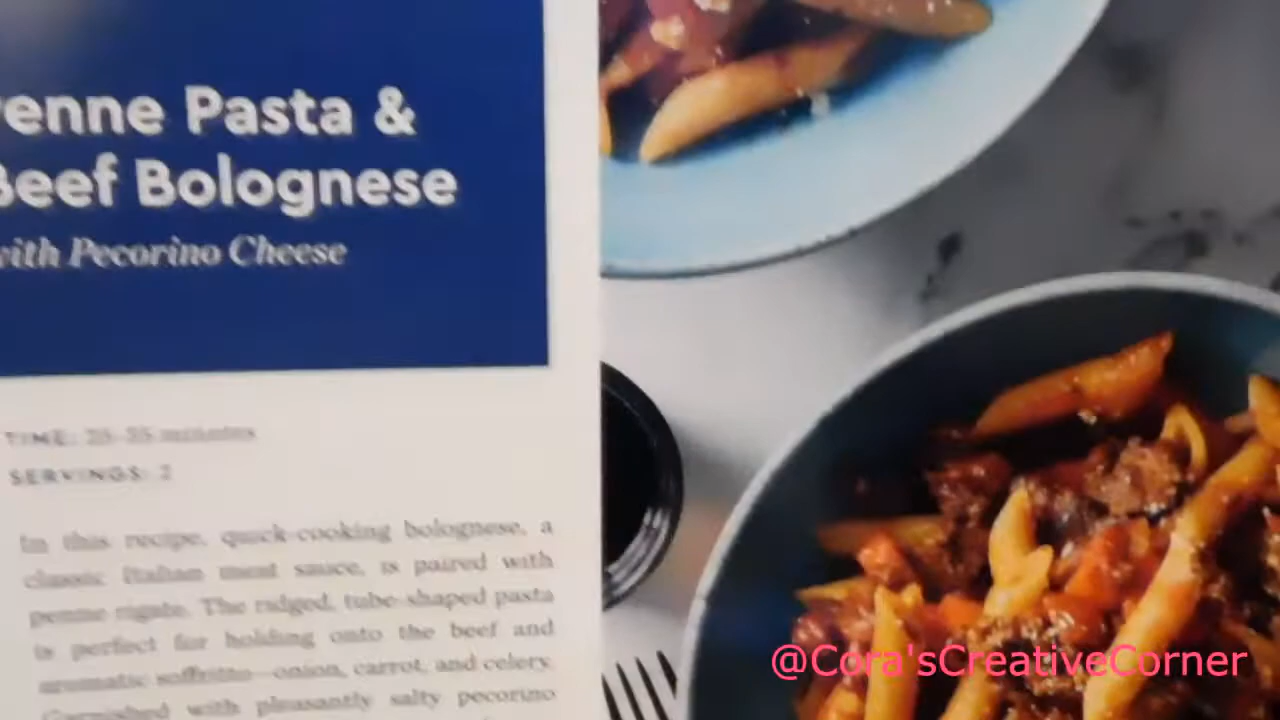 enne Pasta &
Beef Bolognese
with Pecorino Cheese
TIME: 25-35 minutes
SERVINGS: 2
In this recipe, quick-cooking bolognese, a
classic Italian meat sauce, is paired with
penne rigate. The ridged, tube-shaped pasta
is perfect for holding onto the beef and
aromatic soffritto—onion, carrot, and celery.
Garnished with pleasantly salty pecorino
@Cora'sCreativeCorner